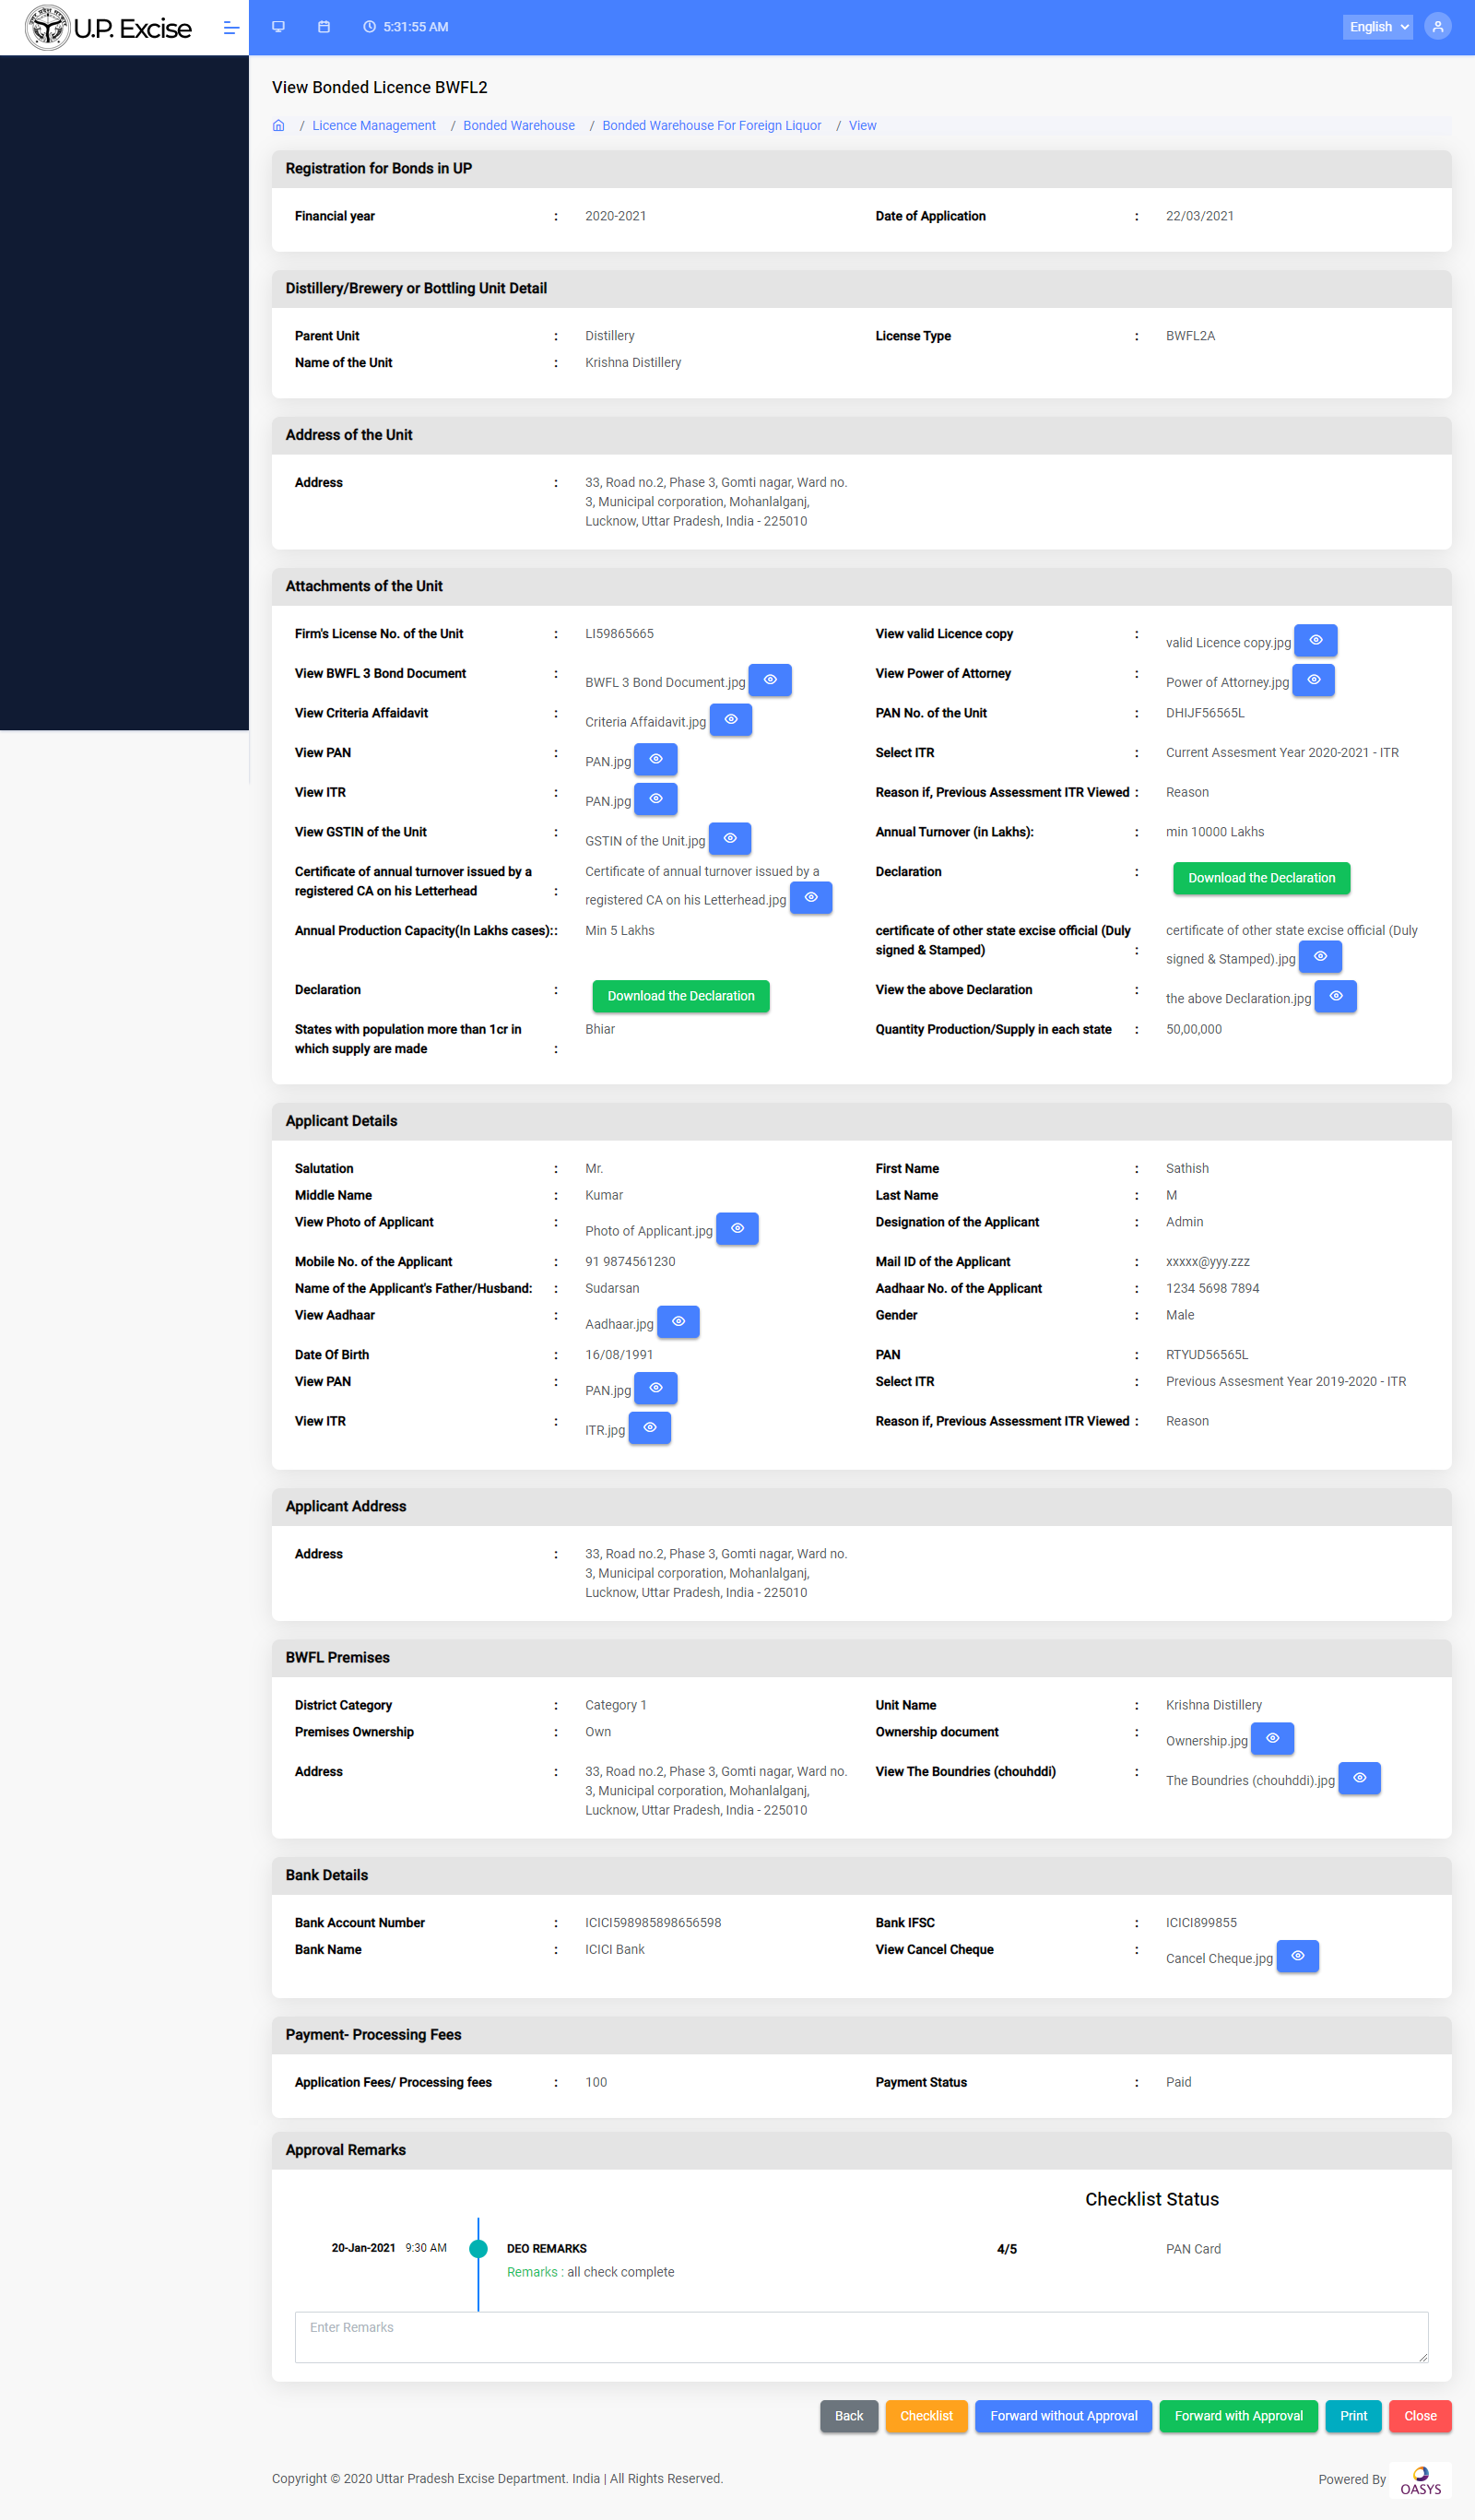 U.P. Excise
5:31:55 AM
English
View Bonded Licence BWFL2
/ Licence Management / Bonded Warehouse / Bonded Warehouse For Foreign Liquor / View
Registration for Bonds in UP
Financial year : 2020-2021 Date of Application : 22/03/2021
Distillery/Brewery or Bottling Unit Detail
Parent Unit : Distillery License Type : BWFL2A
Name of the Unit : Krishna Distillery
Address of the Unit
Address : 33, Road no.2, Phase 3, Gomti nagar, Ward no.
3, Municipal corporation, Mohanlalganj,
Lucknow, Uttar Pradesh, India - 225010
Attachments of the Unit
Firm's License No. of the Unit : LI59865665 View valid Licence copy : valid Licence copy.jpg
View BWFL 3 Bond Document : BWFL 3 Bond Document.jpg View Power of Attorney : Power of Attorney.jpg
View Criteria Affaidavit : Criteria Affaidavit.jpg PAN No. of the Unit : DHIJF56565L
View PAN : PAN.jpg Select ITR : Current Assesment Year 2020-2021 - ITR
View ITR : PAN.jpg Reason if, Previous Assessment ITR Viewed : Reason
View GSTIN of the Unit : GSTIN of the Unit.jpg Annual Turnover (in Lakhs): : min 10000 Lakhs
Certificate of annual turnover issued by a Certificate of annual turnover issued by a Declaration : Download the Declaration
registered CA on his Letterhead : registered CA on his Letterhead.jpg
Annual Production Capacity(In Lakhs cases):: Min 5 Lakhs certificate of other state excise official (Duly certificate of other state excise official (Duly
signed & Stamped) : signed & Stamped).jpg
Declaration : Download the Declaration View the above Declaration : the above Declaration.jpg
States with population more than 1cr in Bhiar Quantity Production/Supply in each state : 50,00,000
which supply are made :
Applicant Details
Salutation : Mr. First Name : Sathish
Middle Name : Kumar Last Name : M
View Photo of Applicant : Photo of Applicant.jpg Designation of the Applicant : Admin
Mobile No. of the Applicant : 91 9874561230 Mail ID of the Applicant : xxxxx@yyy.zzz
Name of the Applicant's Father/Husband: : Sudarsan Aadhaar No. of the Applicant : 1234 5698 7894
View Aadhaar : Aadhaar.jpg Gender : Male
Date Of Birth : 16/08/1991 PAN : RTYUD56565L
View PAN : PAN.jpg Select ITR : Previous Assesment Year 2019-2020 - ITR
View ITR : ITR.jpg Reason if, Previous Assessment ITR Viewed : Reason
Applicant Address
Address : 33, Road no.2, Phase 3, Gomti nagar, Ward no.
3, Municipal corporation, Mohanlalganj,
Lucknow, Uttar Pradesh, India - 225010
BWFL Premises
District Category : Category 1 Unit Name : Krishna Distillery
Premises Ownership : Own Ownership document : Ownership.jpg
Address : 33, Road no.2, Phase 3, Gomti nagar, Ward no. View The Boundries (chouhddi) : The Boundries (chouhddi).jpg
3, Municipal corporation, Mohanlalganj,
Lucknow, Uttar Pradesh, India - 225010
Bank Details
Bank Account Number : ICICI598985898656598 Bank IFSC : ICICI899855
Bank Name : ICICI Bank View Cancel Cheque : Cancel Cheque.jpg
Payment- Processing Fees
Application Fees/ Processing fees : 100 Payment Status : Paid
Approval Remarks
Checklist Status
20-Jan-2021 9:30 AM DEO REMARKS 4/5 PAN Card
Remarks : all check complete
Enter Remarks
Back Checklist Forward without Approval Forward with Approval Print Close
Copyright © 2020 Uttar Pradesh Excise Department. India | All Rights Reserved. Powered By OASYS